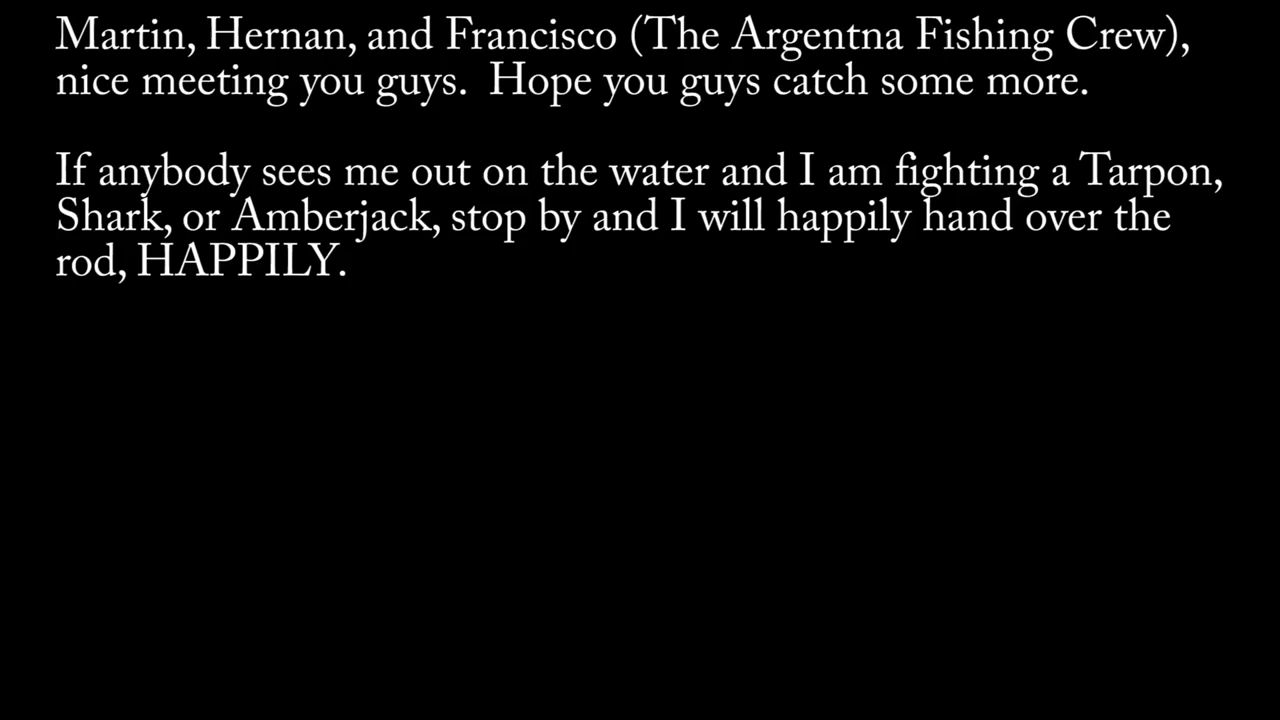 Martin, Hernan, and Francisco (The Argentna Fishing Crew),
nice meeting you guys.  Hope you guys catch some more.
If anybody sees me out on the water and I am fighting a Tarpon,
Shark, or Amberjack, stop by and I will happily hand over the
rod, HAPPILY.